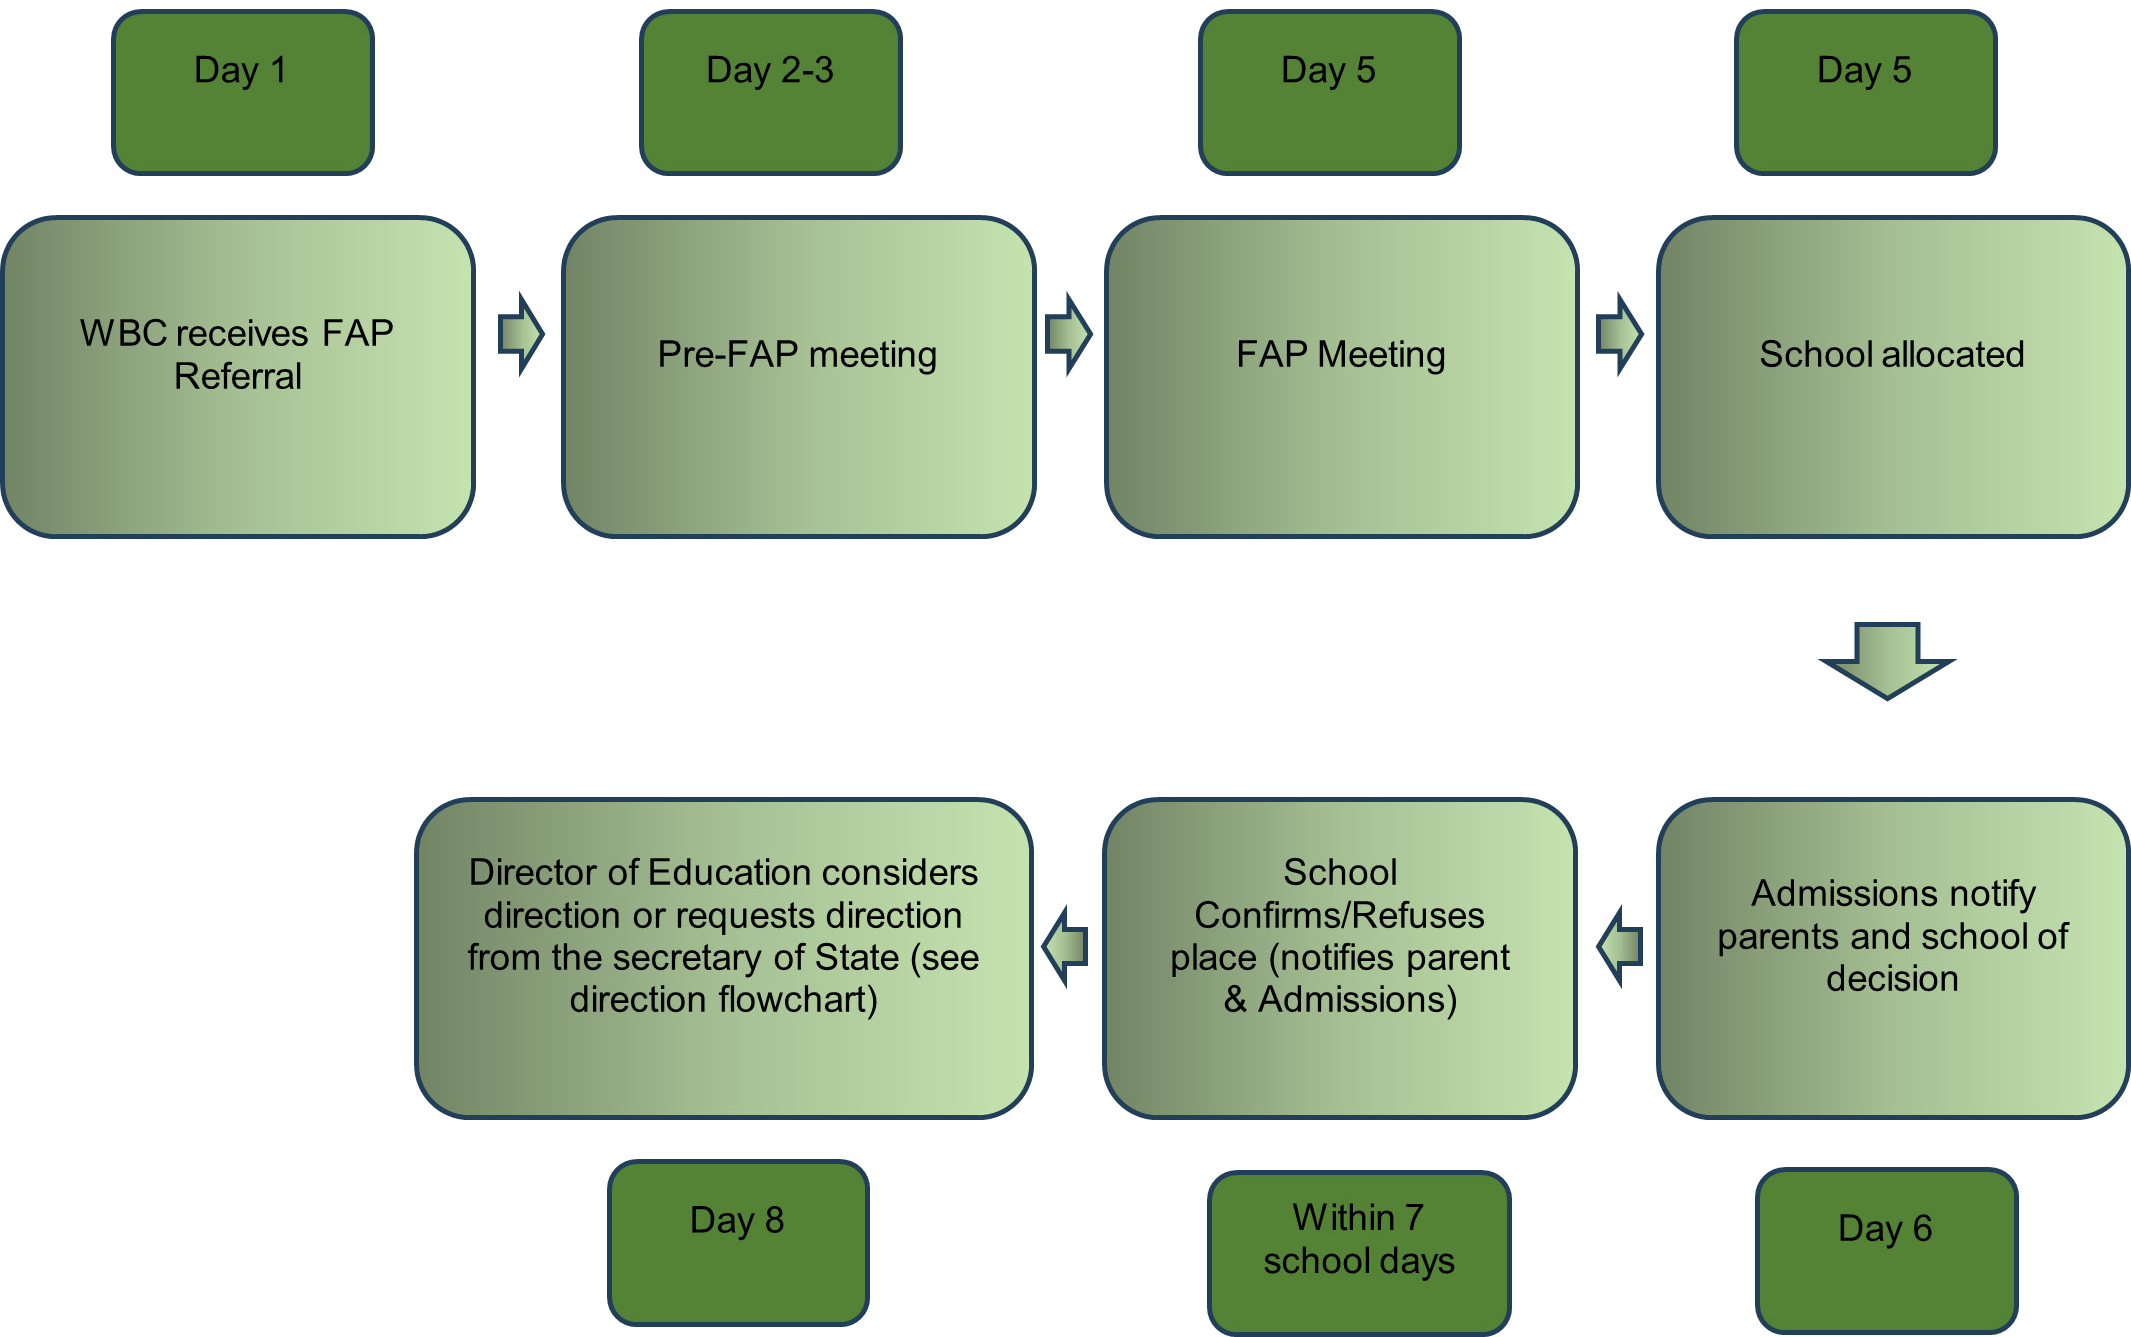 Day 1
Day 2-3
Day 5
Day 5
WBC receives FAP
Referral
Pre-FAP meeting
FAP Meeting
School allocated
Admissions notify
parents and school of
decision
Day 6
School
Confirms/Refuses
place (notifies parent
& Admissions)
Within 7
school days
Director of Education considers
direction or requests direction
from the secretary of State (see
direction flowchart)
Day 8